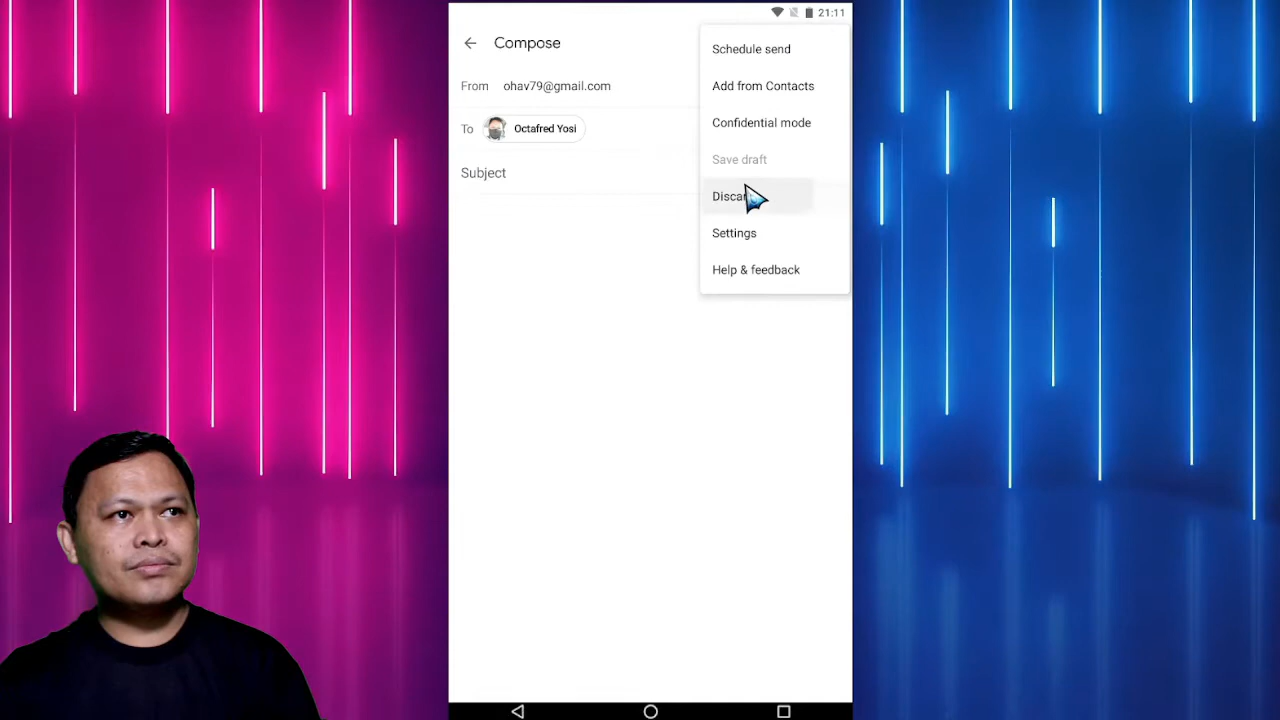 21:11
Compose
From ohav79@gmail.com
To Octafred Yosi
Subject
Schedule send
Add from Contacts
Confidential mode
Save draft
Settings
Help & feedback